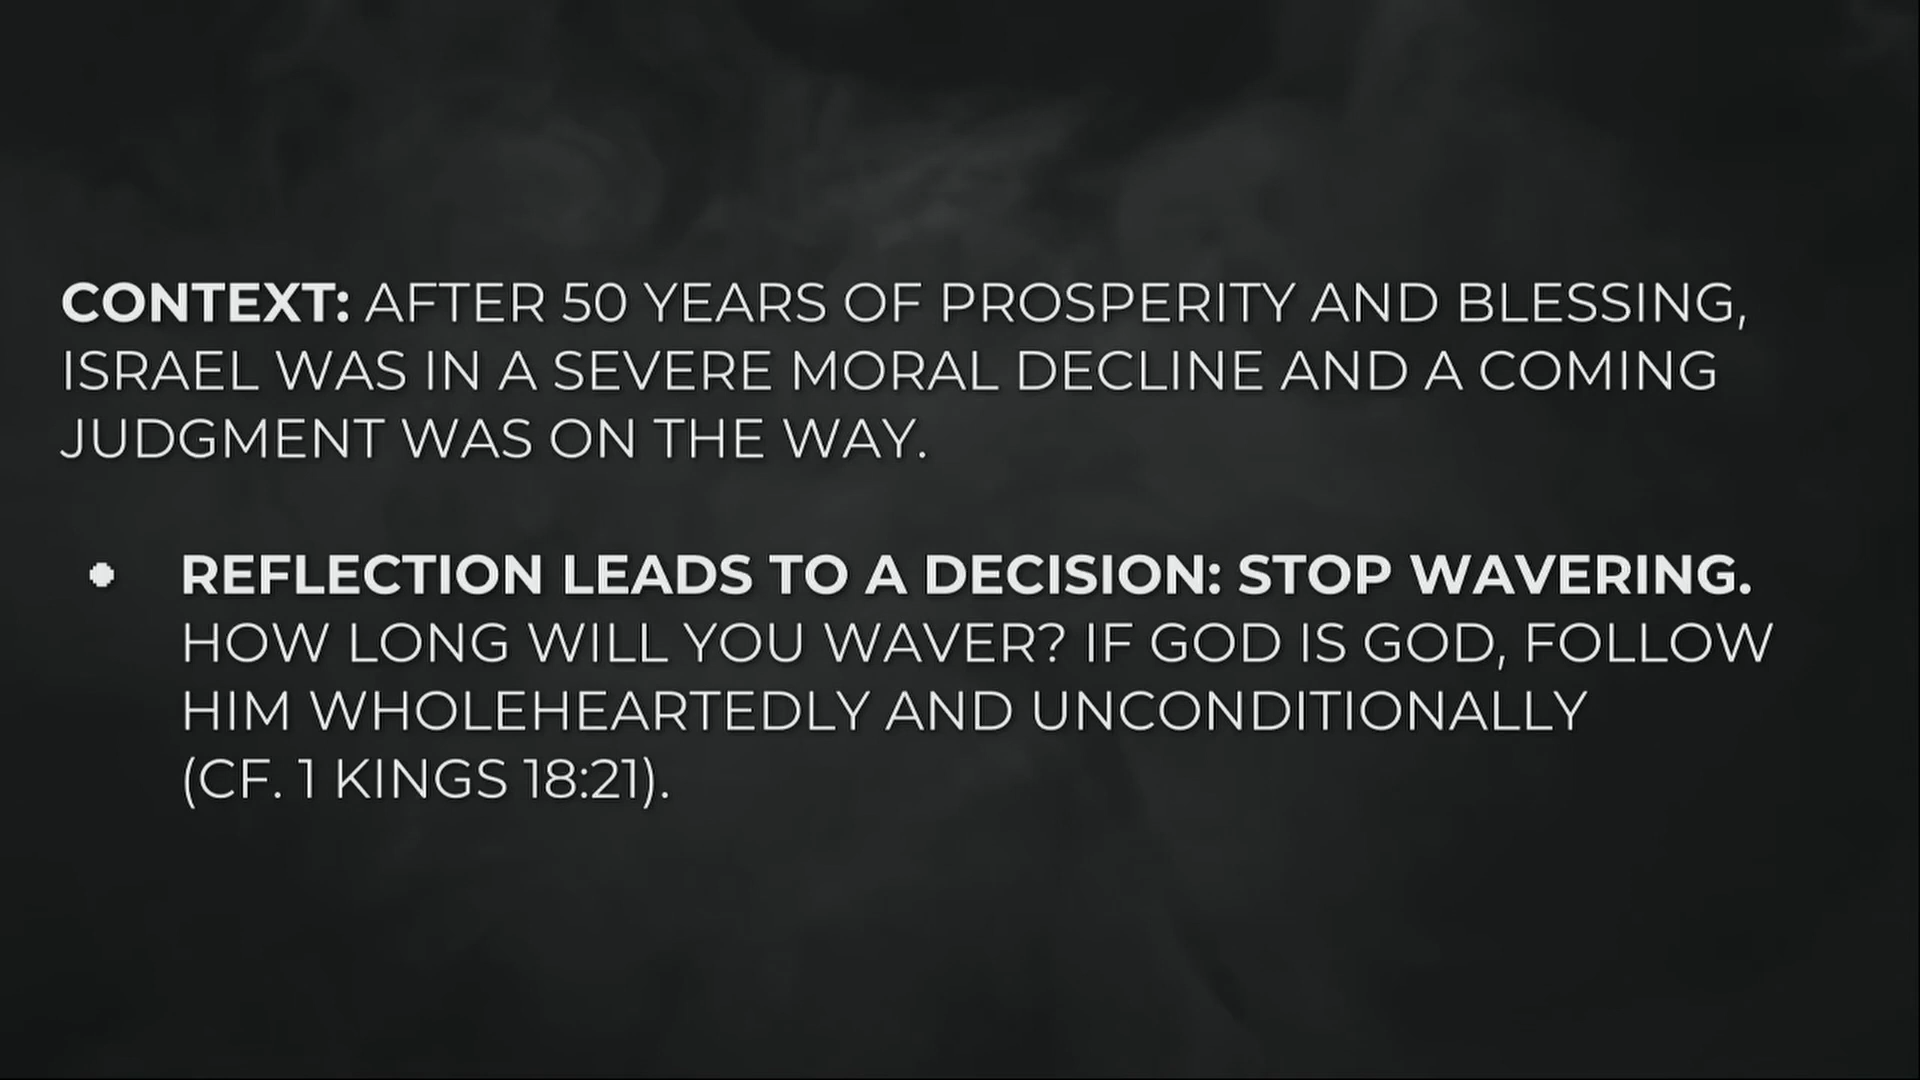 CONTEXT: AFTER 50 YEARS OF PROSPERITY AND BLESSING,
ISRAEL WAS IN A SEVERE MORAL DECLINE AND A COMING
JUDGMENT WAS ON THE WAY.
• REFLECTION LEADS TO A DECISION: STOP WAVERING.
HOW LONG WILL YOU WAVER? IF GOD IS GOD, FOLLOW
HIM WHOLEHEARTEDLY AND UNCONDITIONALLY
(CF. 1 KINGS 18:21).